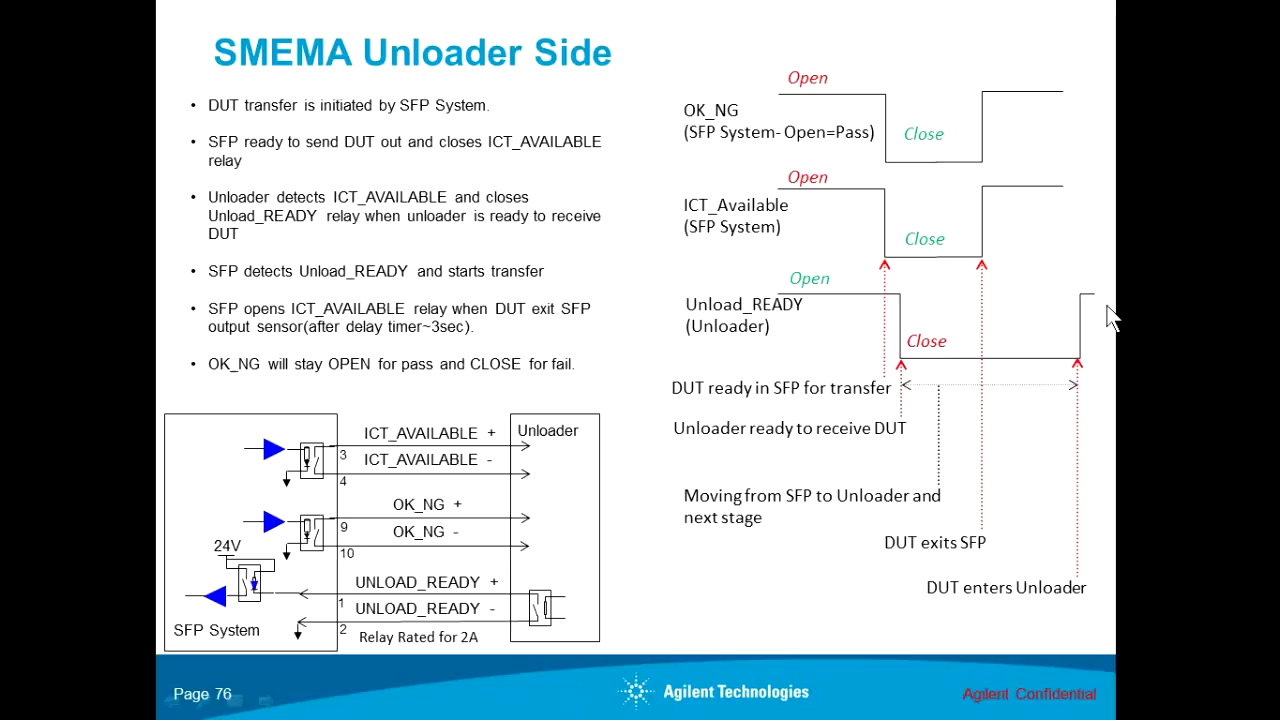 SMEMA Unloader Side
• DUT transfer is initiated by SFP System.
• SFP ready to send DUT out and closes ICT_AVAILABLE
relay
• Unloader detects ICT_AVAILABLE and closes
Unload_READY relay when unloader is ready to receive
DUT
• SFP detects Unload_READY and starts transfer
• SFP opens ICT_AVAILABLE relay when DUT exit SFP
output sensor(after delay timer~3sec).
• OK_NG will stay OPEN for pass and CLOSE for fail.
Open
OK_NG
(SFP System- Open=Pass)
Close
Open
ICT_Available
(SFP System)
Close
Open
Unload_READY
(Unloader)
Close
DUT ready in SFP for transfer
Unloader ready to receive DUT
Moving from SFP to Unloader and
next stage
DUT exits SFP
DUT enters Unloader
Unloader
ICT_AVAILABLE +
3
ICT_AVAILABLE -
4
OK_NG +
9
OK_NG -
10
24V
UNLOAD_READY +
1
UNLOAD_READY -
2
SFP System
Relay Rated for 2A
Page 76
Agilent Technologies
Agilent Confidential